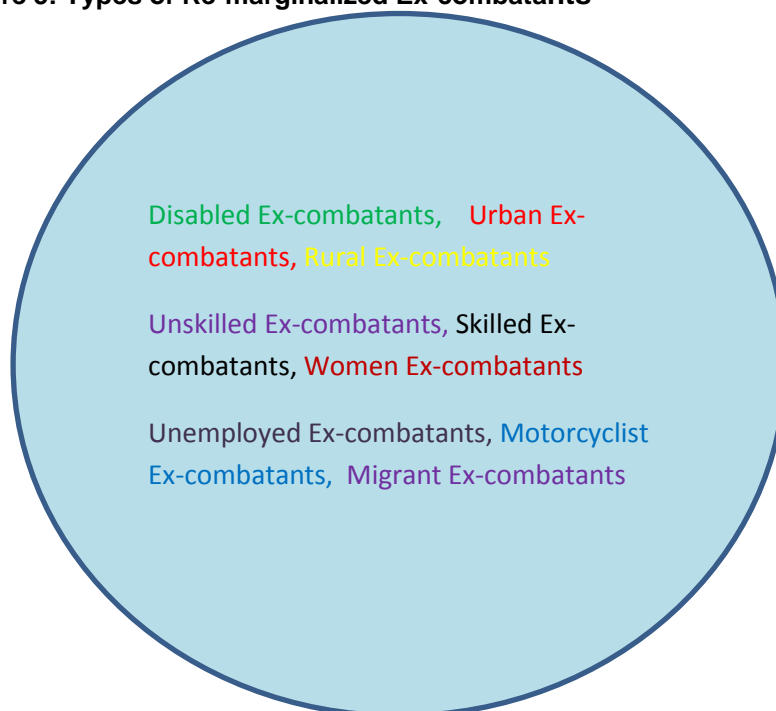 Types of Re-marginalized Ex-combatants
Disabled Ex-combatants, Urban Ex-
combatants, Rural Ex-combatants
Unskilled Ex-combatants, Skilled Ex-
combatants, Women Ex-combatants
Unemployed Ex-combatants, Motorcyclist
Ex-combatants, Migrant Ex-combatants